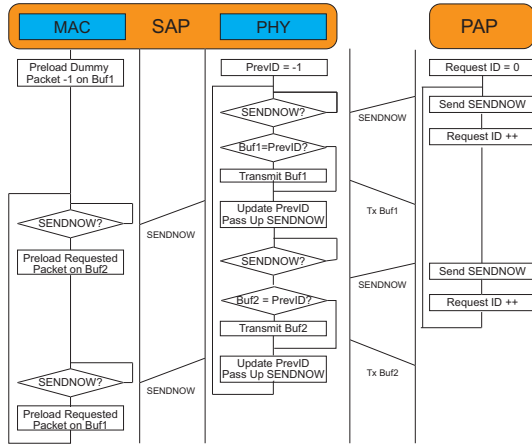 MAC
SAP
PHY
PAP
Preload Dummy
Packet -1 on Buf1
PrevID = -1
Request ID = 0
SENDNOW?
SENDNOW
Send SENDNOW
Request ID ++
Buf1=PrevID?
Transmit Buf1
Tx Buf1
Update PrevID
Pass Up SENDNOW
SENDNOW?
SENDNOW
Preload Requested
Packet on Buf2
SENDNOW?
SENDNOW
Send SENDNOW
Request ID ++
Buf2 = PrevID?
Transmit Buf2
Tx Buf2
Update PrevID
Pass Up SENDNOW
SENDNOW?
SENDNOW
Preload Requested
Packet on Buf1